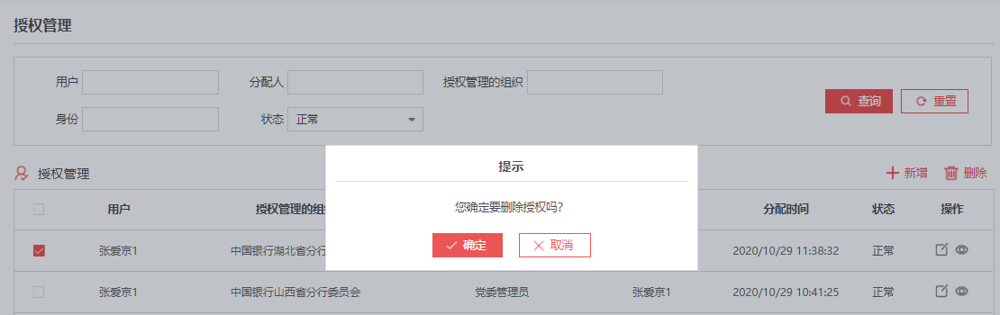 授权管理
用户 分配人 授权管理的组织
查询 重置
身份 状态 正常
提示
授权管理 新增 删除
您确定要删除授权吗?
用户 授权管理的组 分配时间 状态 操作
确定 取消
张爱京1 中国银行湖北省分行 2020/10/29 11:38:32 正常
张爱京1 中国银行山西省分行委员会 党委管理员 张爱京1 2020/10/29 10:41:25 正常